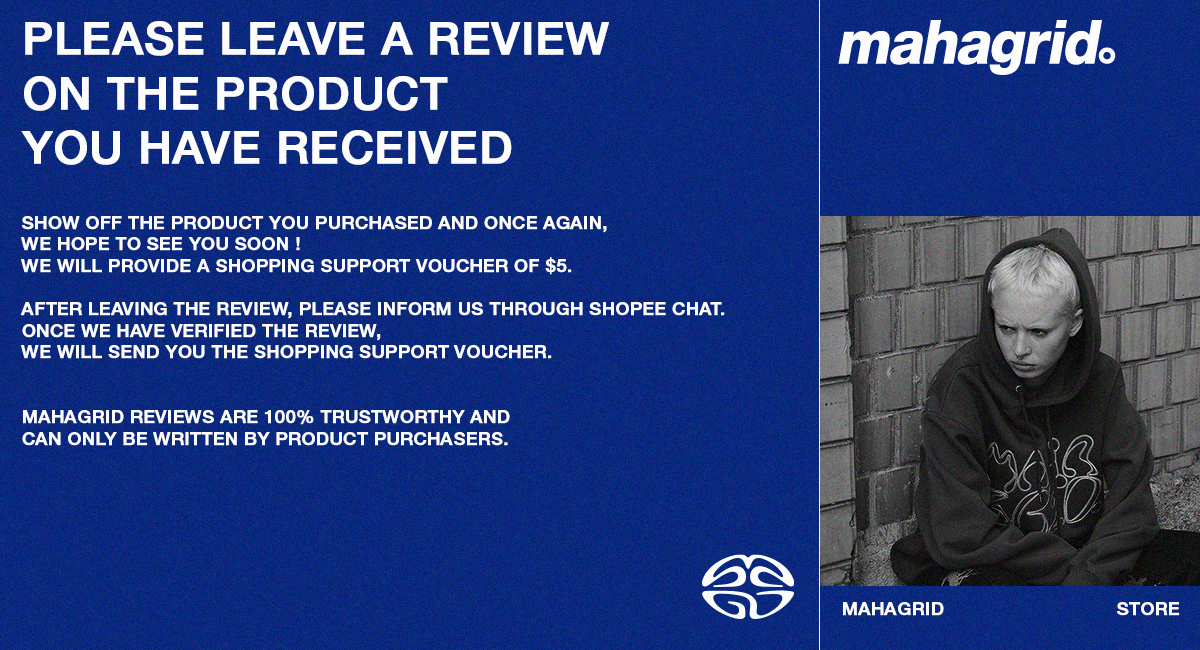 PLEASE LEAVE A REVIEW
ON THE PRODUCT
YOU HAVE RECEIVED
SHOW OFF THE PRODUCT YOU PURCHASED AND ONCE AGAIN,
WE HOPE TO SEE YOU SOON !
WE WILL PROVIDE A SHOPPING SUPPORT VOUCHER OF $5.
AFTER LEAVING THE REVIEW, PLEASE INFORM US THROUGH SHOPEE CHAT.
ONCE WE HAVE VERIFIED THE REVIEW,
WE WILL SEND YOU THE SHOPPING SUPPORT VOUCHER.
MAHAGRID REVIEWS ARE 100% TRUSTWORTHY AND
CAN ONLY BE WRITTEN BY PRODUCT PURCHASERS.
mahagrid
MAHAGRID STORE